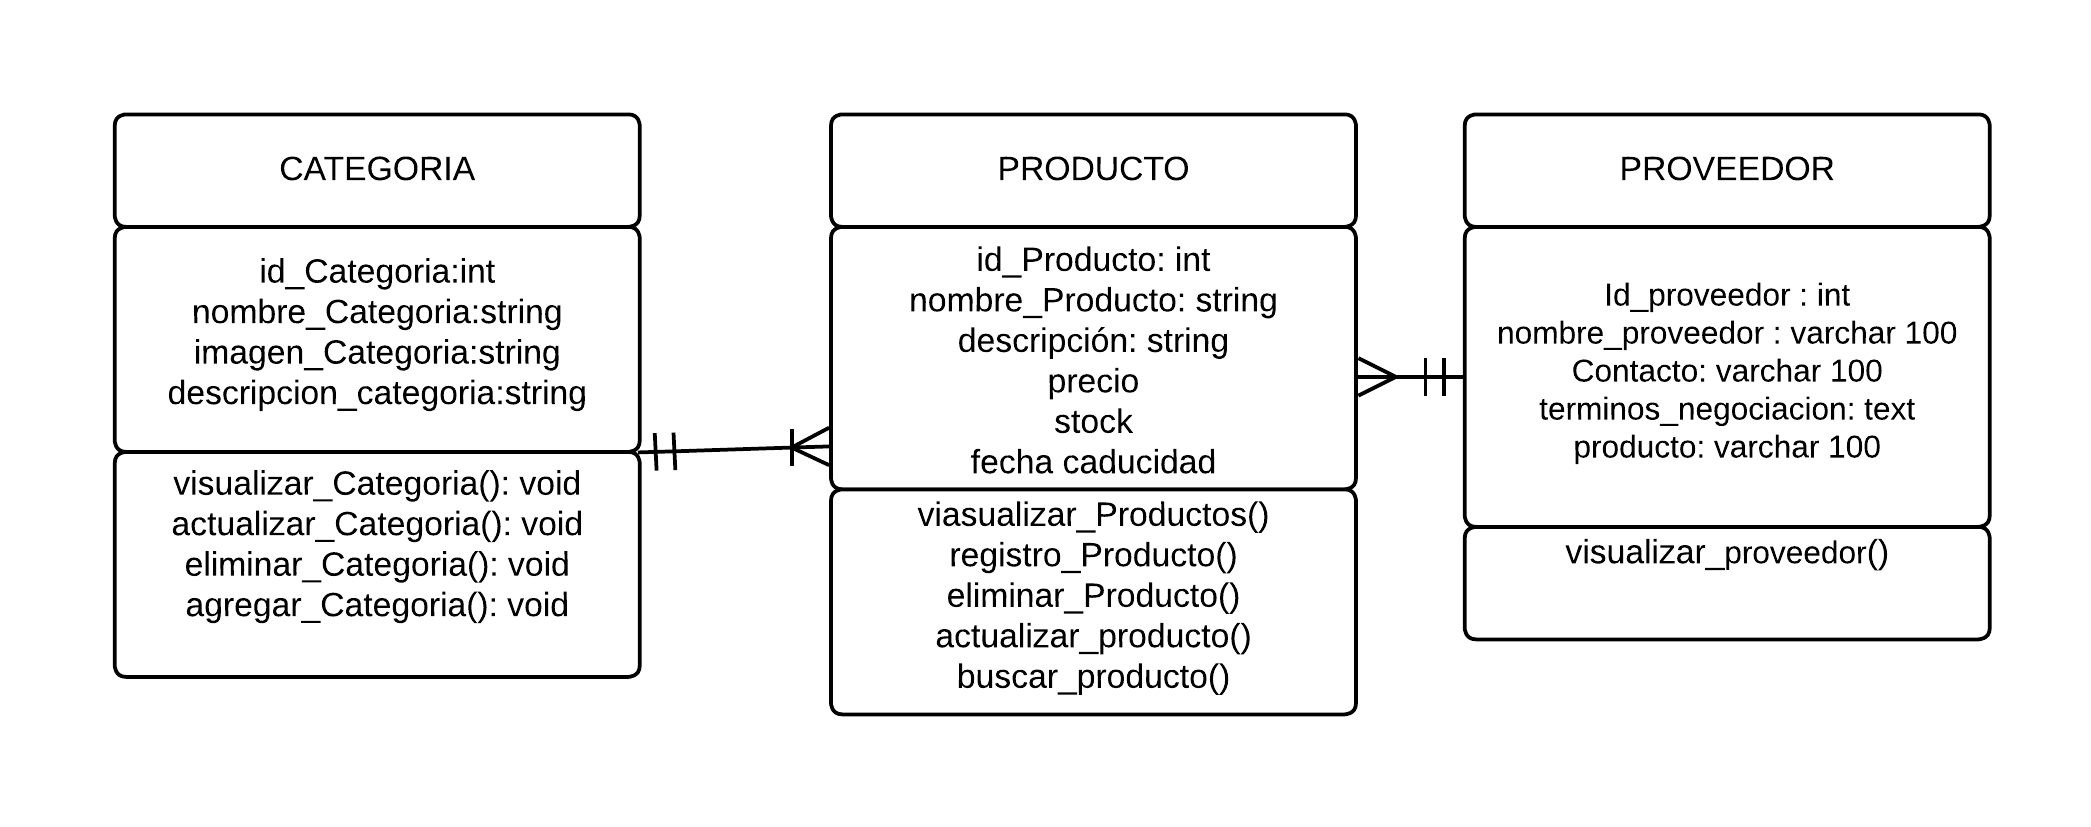 CATEGORIA
id_Categoria:int
nombre_Categoria:string
imagen_Categoria:string
descripcion_categoria:string
visualizar_Categoria(): void
actualizar_Categoria(): void
eliminar_Categoria(): void
agregar_Categoria(): void
PRODUCTO
id_Producto: int
nombre_Producto: string
descripción: string
precio
stock
fecha caducidad
viasualizar_Productos()
registro_Producto()
eliminar_Producto()
actualizar_producto()
buscar_producto()
PROVEEDOR
Id_proveedor : int
nombre_proveedor : varchar 100
Contacto: varchar 100
terminos_negociacion: text
producto: varchar 100
visualizar_proveedor()